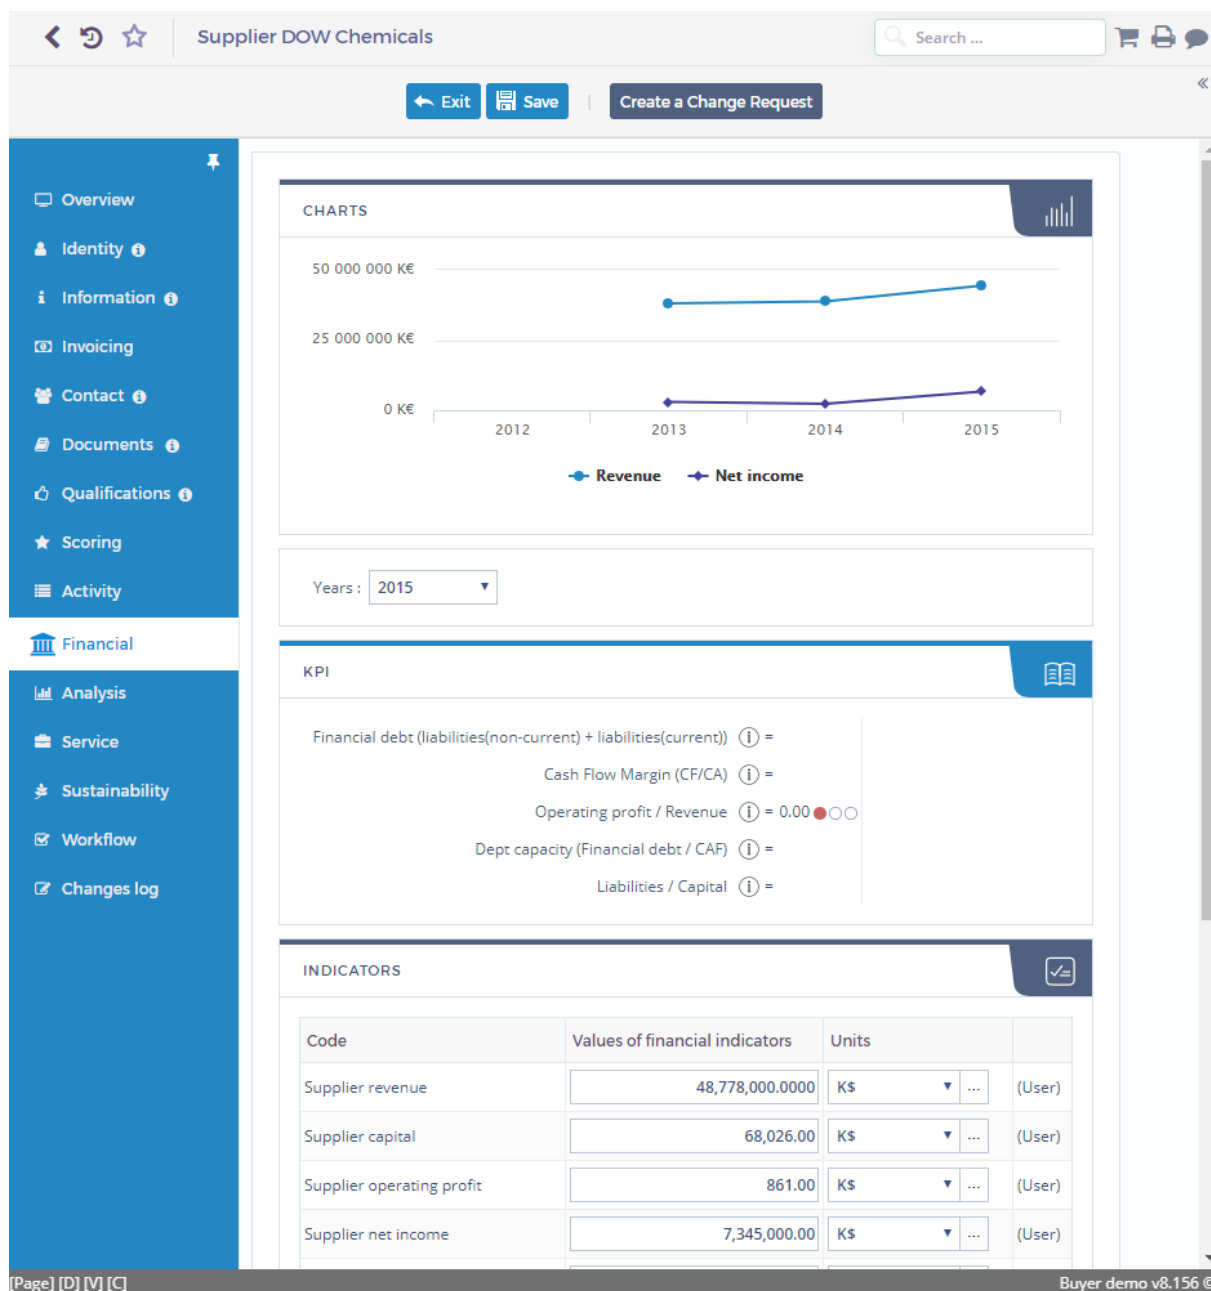 Supplier DOW Chemicals
Search ...
Exit
Save
Create a Change Request
Overview
Identity
Information
Invoicing
Contact
Documents
Qualifications
Scoring
Activity
Financial
Analysis
Service
Sustainability
Workflow
Changes log
CHARTS
50 000 000 K€
25 000 000 K€
0 K€
2012 2013 2014 2015
Revenue Net income
Years : 2015
KPI
Financial debt (liabilities(non-current) + liabilities(current)) =
Cash Flow Margin (CF/CA) =
Operating profit / Revenue = 0.00
Dept capacity (Financial debt / CAF) =
Liabilities / Capital =
INDICATORS
Code Values of financial indicators Units
Supplier revenue 48,778,000.0000 K$ ... (User)
Supplier capital 68,026.00 K$ ... (User)
Supplier operating profit 861.00 K$ ... (User)
Supplier net income 7,345,000.00 K$ ... (User)
[Page] [D] [V] [C] Buyer demo v8.156 ©